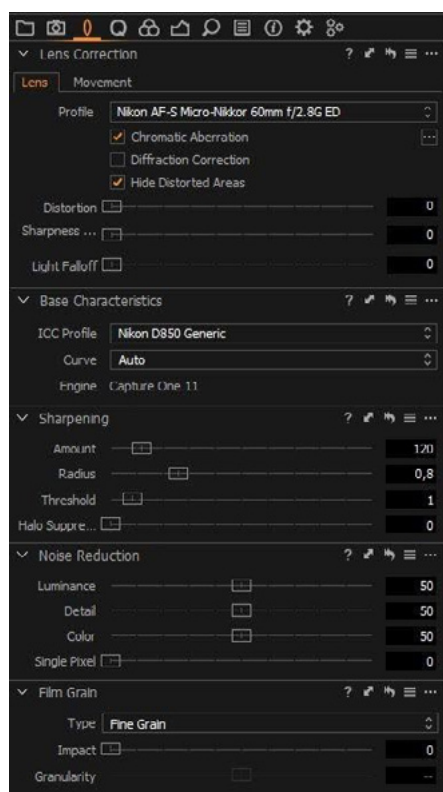 Lens Correction ? ...
Lens Movement
Profile Nikon AF-S Micro-Nikkor 60mm f/2.8G ED
Chromatic Aberration ...
Diffraction Correction
Hide Distorted Areas
Distortion 0
Sharpness ... 0
Light Falloff 0
Base Characteristics ? ...
ICC Profile Nikon D850 Generic
Curve Auto
Engine Capture One 11
Sharpening ? ...
Amount 120
Radius 0,8
Threshold 1
Halo Suppre... 0
Noise Reduction ? ...
Luminance 50
Detail 50
Color 50
Single Pixel 0
Film Grain ? ...
Type Fine Grain
Impact 0
Granularity --